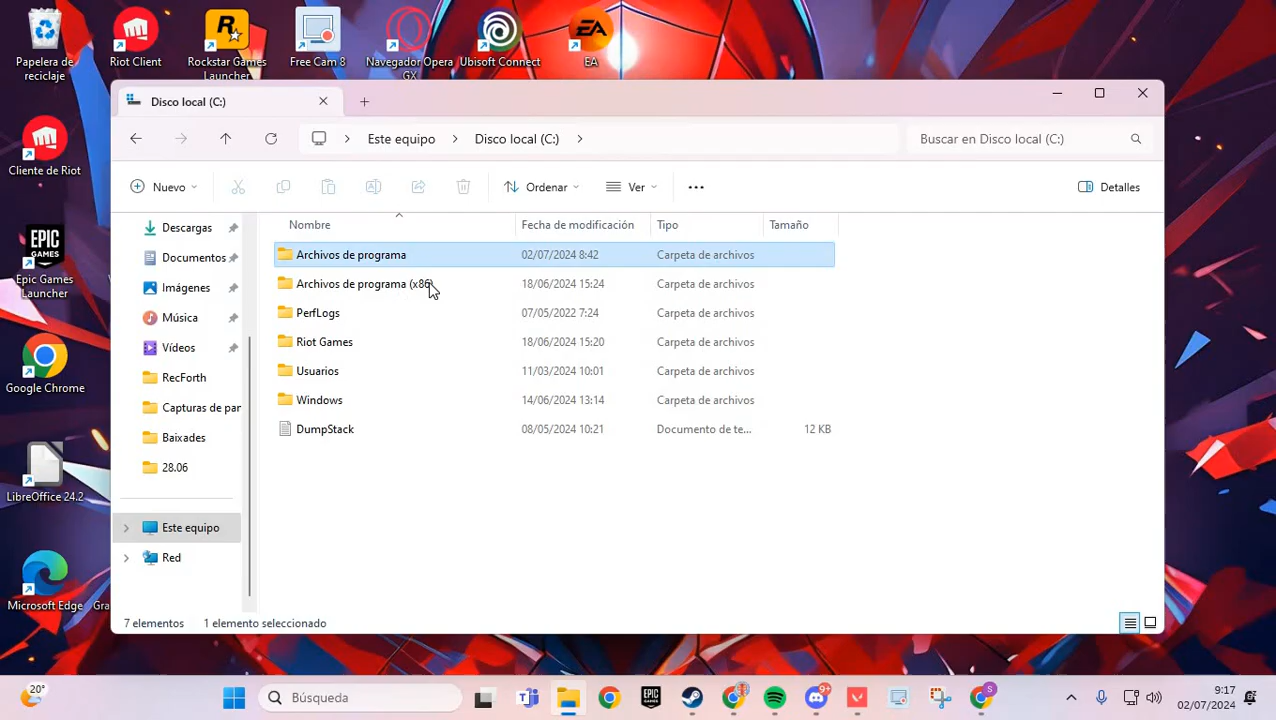 Papelera de
reciclaje
Riot Client
Rockstar Games
Launcher
Free Cam 8
Navegador Opera
GX
Ubisoft Connect
EA
EA
Cliente de Riot
EPIC
GAMES
Epic Games
Launcher
Google Chrome
LibreOffice 24.2
Microsoft Edge
Gra
Disco local (C:)
Este equipo
Disco local (C:)
Buscar en Disco local (C:)
Nuevo
Ordenar
Ver
Detalles
Descargas
Documentos
Imágenes
Música
Vídeos
RecForth
Capturas de par
Baixades
28.06
Este equipo
Red
Nombre Fecha de modificación Tipo Tamaño
Archivos de programa 02/07/2024 8:42 Carpeta de archivos
Archivos de programa (x86) 18/06/2024 15:24 Carpeta de archivos
PerfLogs 07/05/2022 7:24 Carpeta de archivos
Riot Games 18/06/2024 15:20 Carpeta de archivos
Usuarios 11/03/2024 10:01 Carpeta de archivos
Windows 14/06/2024 13:14 Carpeta de archivos
DumpStack 08/05/2024 10:21 Documento de te... 12 KB
7 elementos 1 elemento seleccionado
20°
Búsqueda
EPIC
9+
S
9:17
02/07/2024